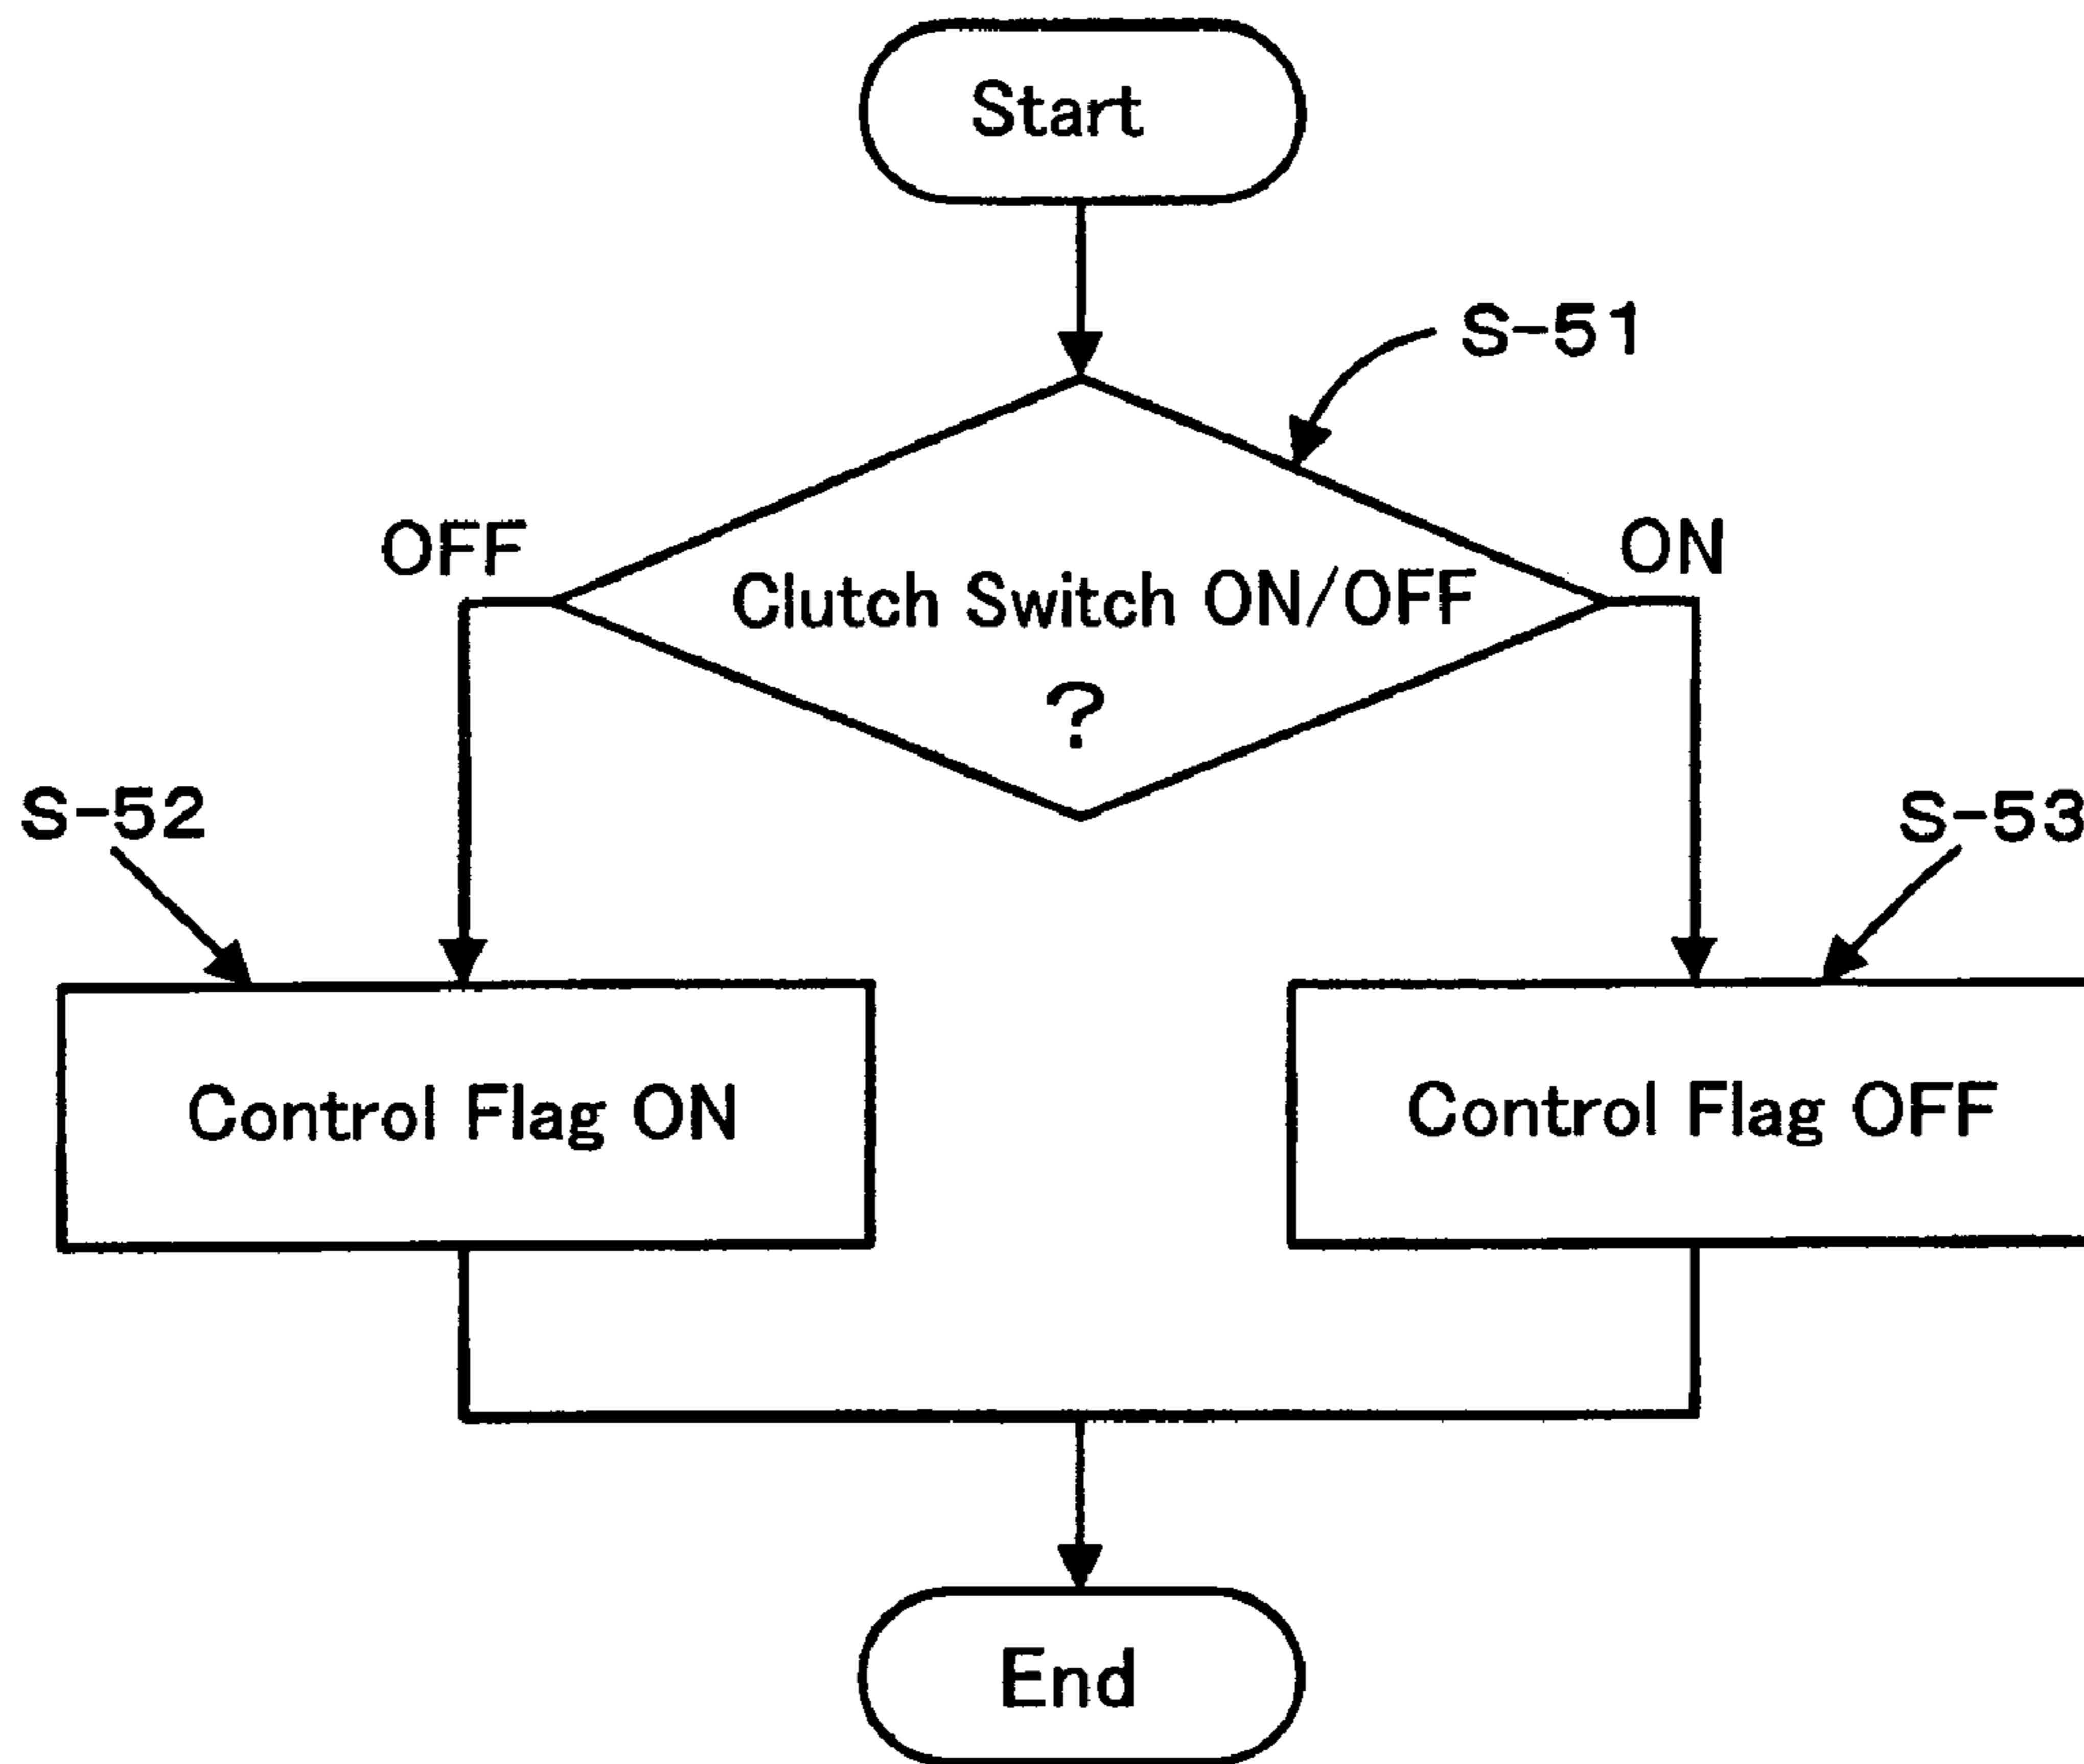 Start
S-51
OFF
ON
Clutch Switch ON/OFF
?
S-52
S-53
Control Flag ON
Control Flag OFF
End